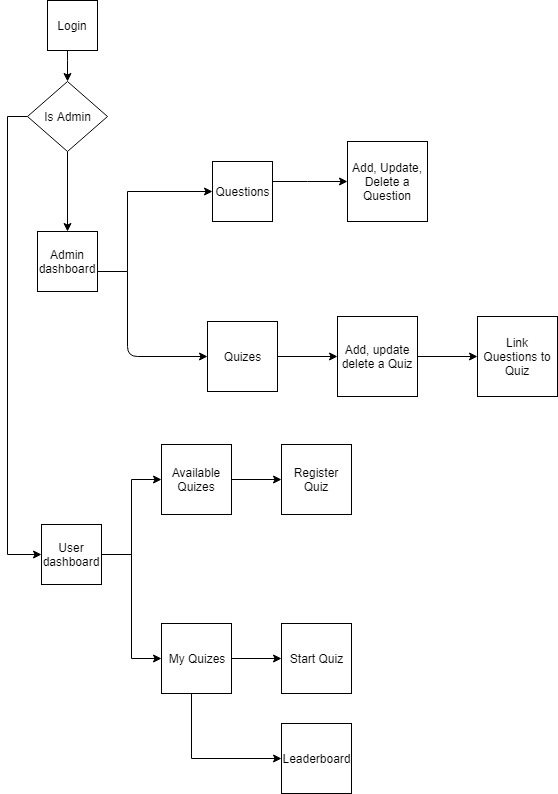 Login
Is Admin
Add, Update,
Delete a
Question
Questions
Admin
dashboard
Quizes
Add, update
delete a Quiz
Link
Questions to
Quiz
Available
Quizes
Register
Quiz
User
dashboard
My Quizes
Start Quiz
Leaderboard